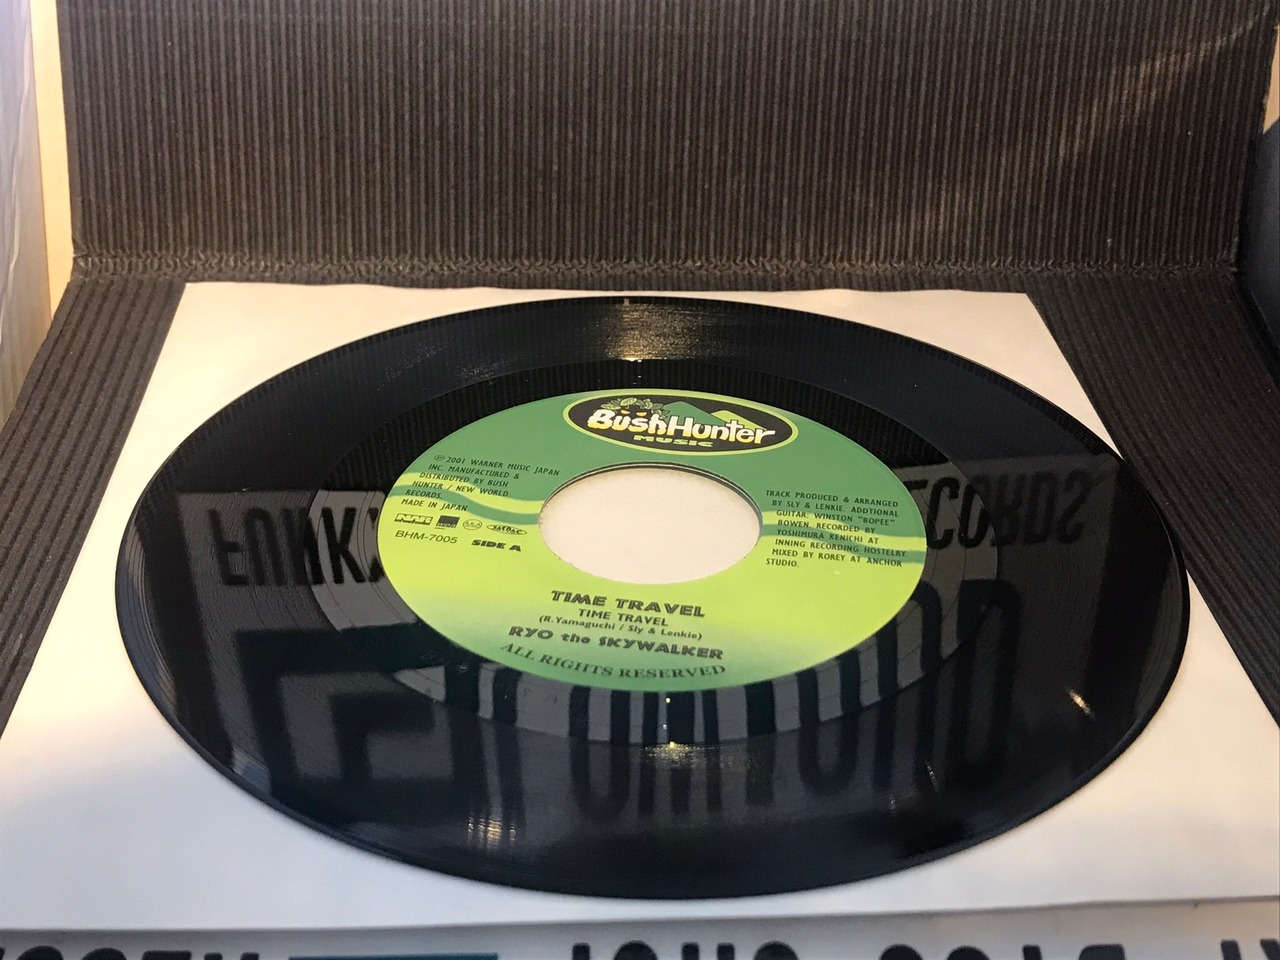 BushHunter
MUSIC
℗ 2001 WARNER MUSIC JAPAN
INC. MANUFACTURED &
DISTRIBUTED BY BUSH
HUNTER / NEW WORLD
RECORDS.
MADE IN JAPAN
BHM-7005
SIDE A
TRACK PRODUCED & ARRANGED
BY SLY & LENKIE. ADDTIONAL
GUITAR: WINSTON "BOPEE"
BOWEN. RECORDED BY
YOSHIMURA KENICHI AT
INNING RECORDING HOSTELRY
MIXED BY ROREY AT ANCHOR
STUDIO.
TIME TRAVEL
TIME TRAVEL
(R.Yamaguchi / Sly & Lenkie)
RYO the SKYWALKER
ALL RIGHTS RESERVED